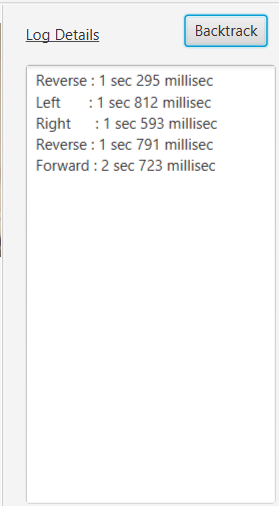 Log Details
Backtrack
Reverse : 1 sec 295 millisec
Left : 1 sec 812 millisec
Right : 1 sec 593 millisec
Reverse : 1 sec 791 millisec
Forward : 2 sec 723 millisec